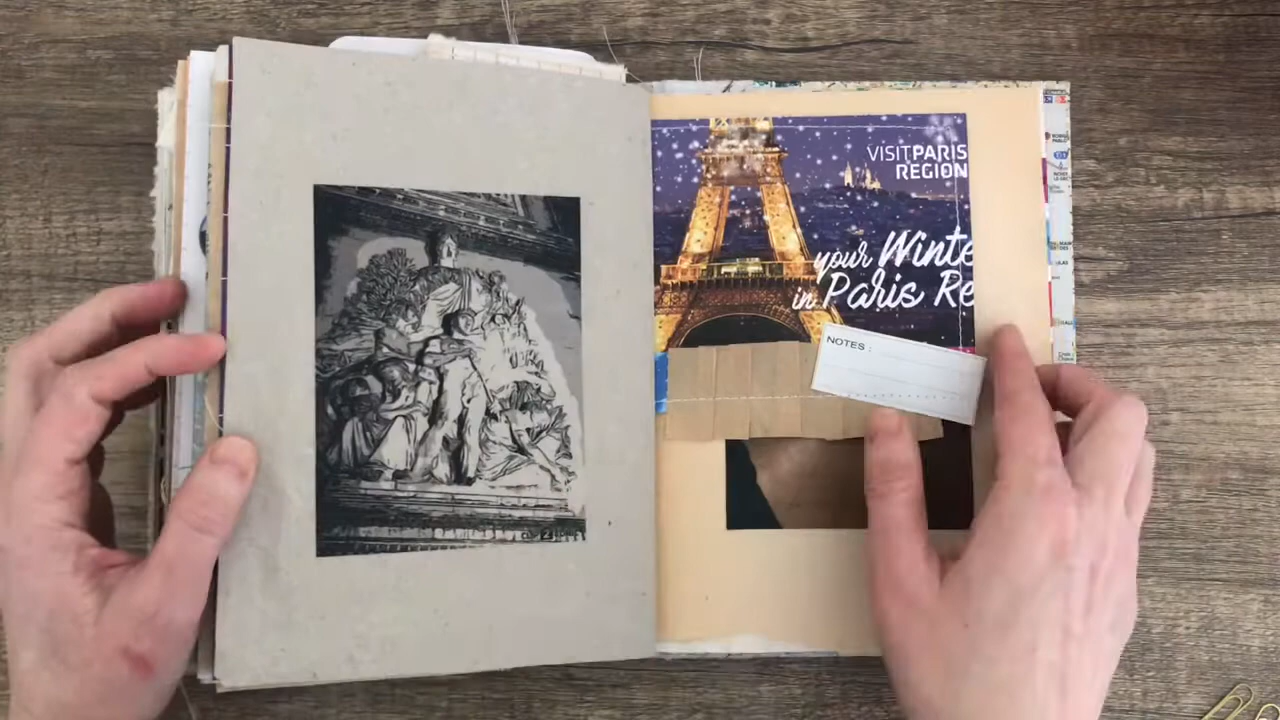 VISITPARIS
REGION
your Winte
in Paris Re
NOTES :